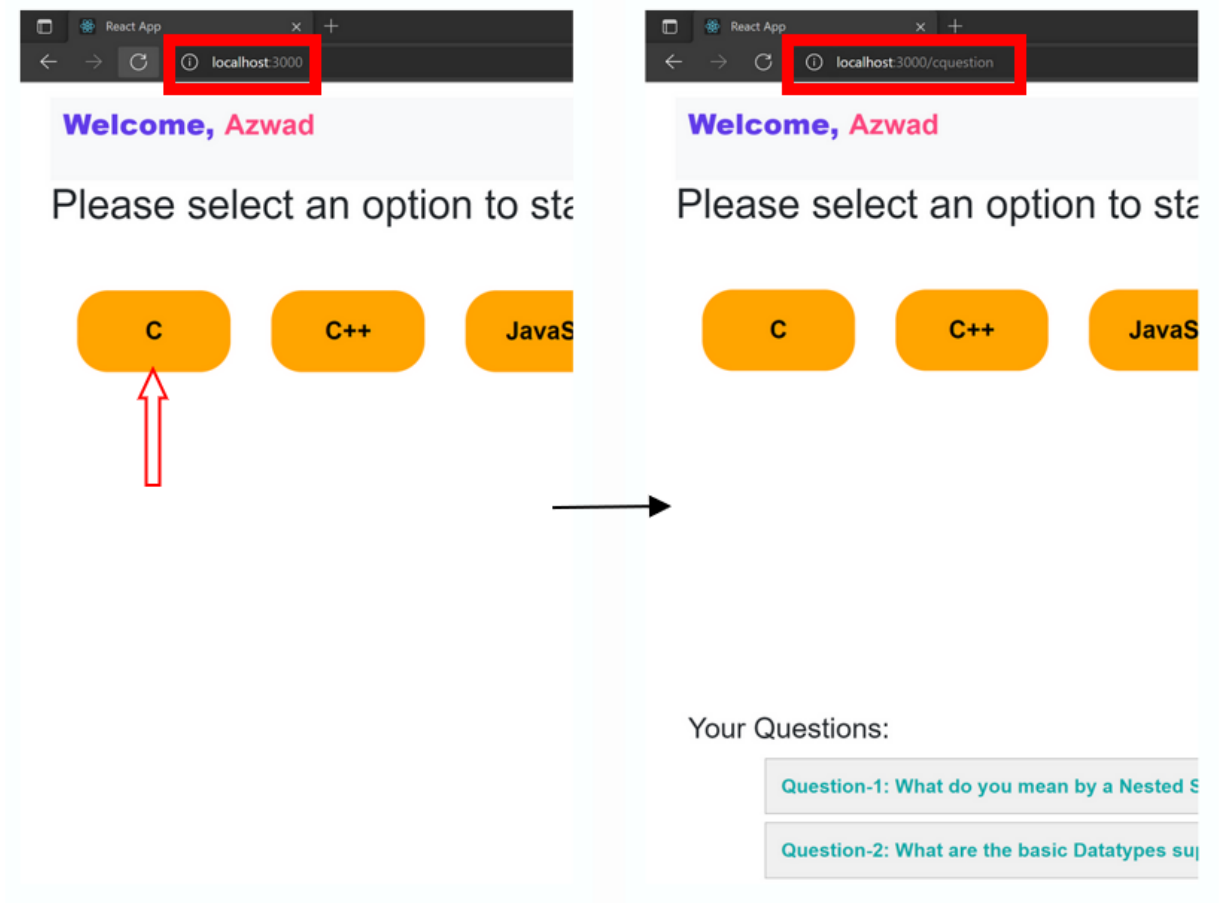 React App
localhost:3000
Welcome, Azwad
Please select an option to sta
C
C++
JavaS
React App
localhost:3000/cquestion
Welcome, Azwad
Please select an option to sta
C
C++
JavaS
Your Questions:
Question-1: What do you mean by a Nested S
Question-2: What are the basic Datatypes sup